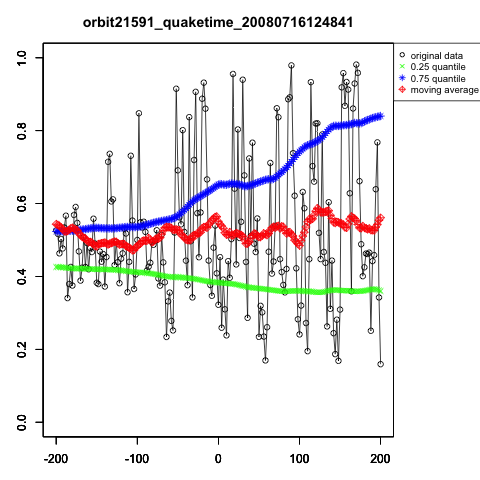 orbit21591_quaketime_20080716124841
original data
0.25 quantile
0.75 quantile
moving average
1.0
0.8
0.6
0.4
0.2
0.0
-200 -100 0 100 200